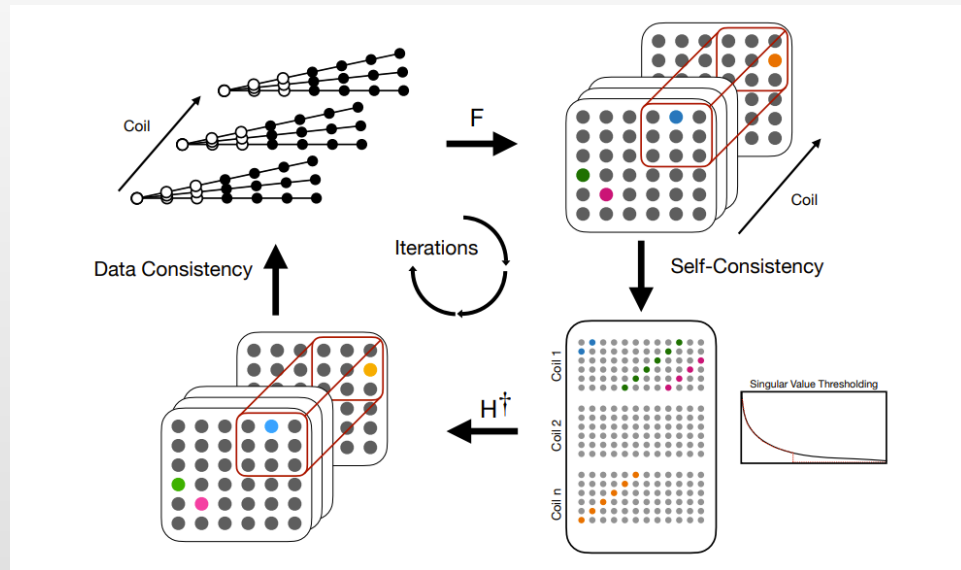 Coil
F
Coil
Iterations
Data Consistency
Self-Consistency
H†
Coil 1
Coil 2
Coil n
Singular Value Thresholding